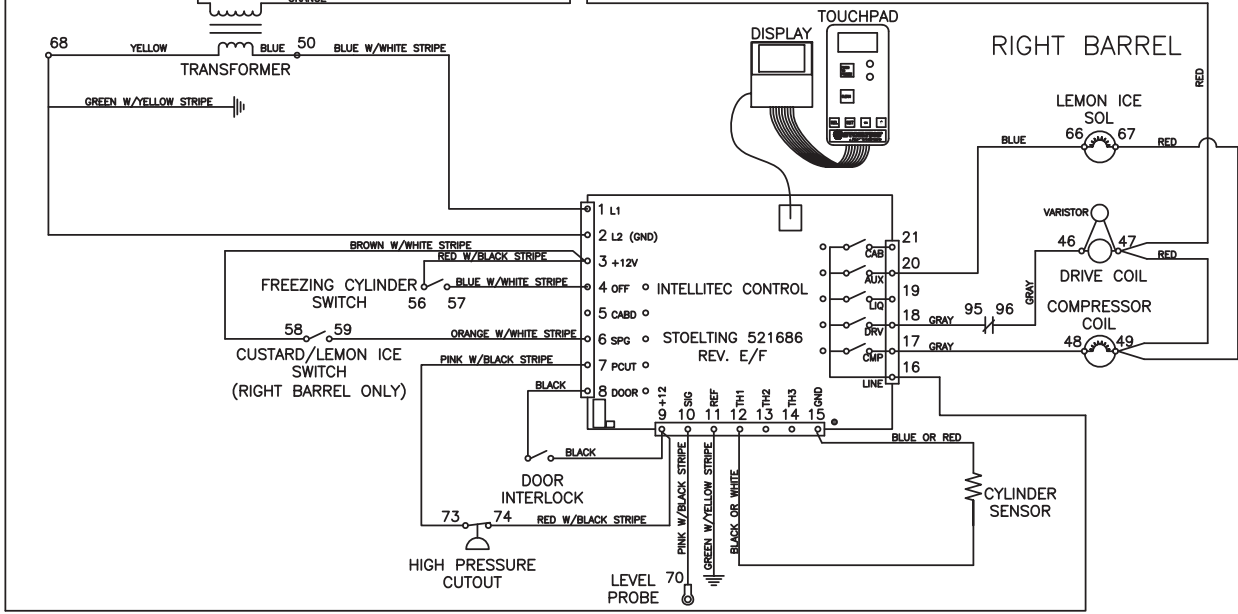 ORANGE
TOUCHPAD
DISPLAY
RIGHT BARREL
68
YELLOW
BLUE
50
BLUE W/WHITE STRIPE
TRANSFORMER
GREEN W/YELLOW STRIPE
RED
LEMON ICE
SOL
66
67
BLUE
RED
VARISTOR
46
47
RED
DRIVE COIL
GRAY
1 L1
2 L2 (GND)
BROWN W/WHITE STRIPE
RED W/BLACK STRIPE
3 +12V
FREEZING CYLINDER
SWITCH
56
57
BLUE W/WHITE STRIPE
4 OFF
5 CABD
58
59
ORANGE W/WHITE STRIPE
6 SPG
CUSTARD/LEMON ICE
SWITCH
(RIGHT BARREL ONLY)
PINK W/BLACK STRIPE
7 PCUT
BLACK
8 DOOR
INTELLITEC CONTROL
STOELTING 521686
REV. E/F
21
CAB
20
AUX
19
LIQ
18
DRV
GRAY
95
96
17
CMP
GRAY
16
LINE
COMPRESSOR
COIL
48
49
+12
SIG
REF
TH1
TH2
TH3
GND
9
10
11
12
13
14
15
BLACK
DOOR
INTERLOCK
BLUE OR RED
CYLINDER
SENSOR
73
74
RED W/BLACK STRIPE
HIGH PRESSURE
CUTOUT
PINK W/BLACK STRIPE
GREEN W/YELLOW STRIPE
BLACK OR WHITE
LEVEL
PROBE
70